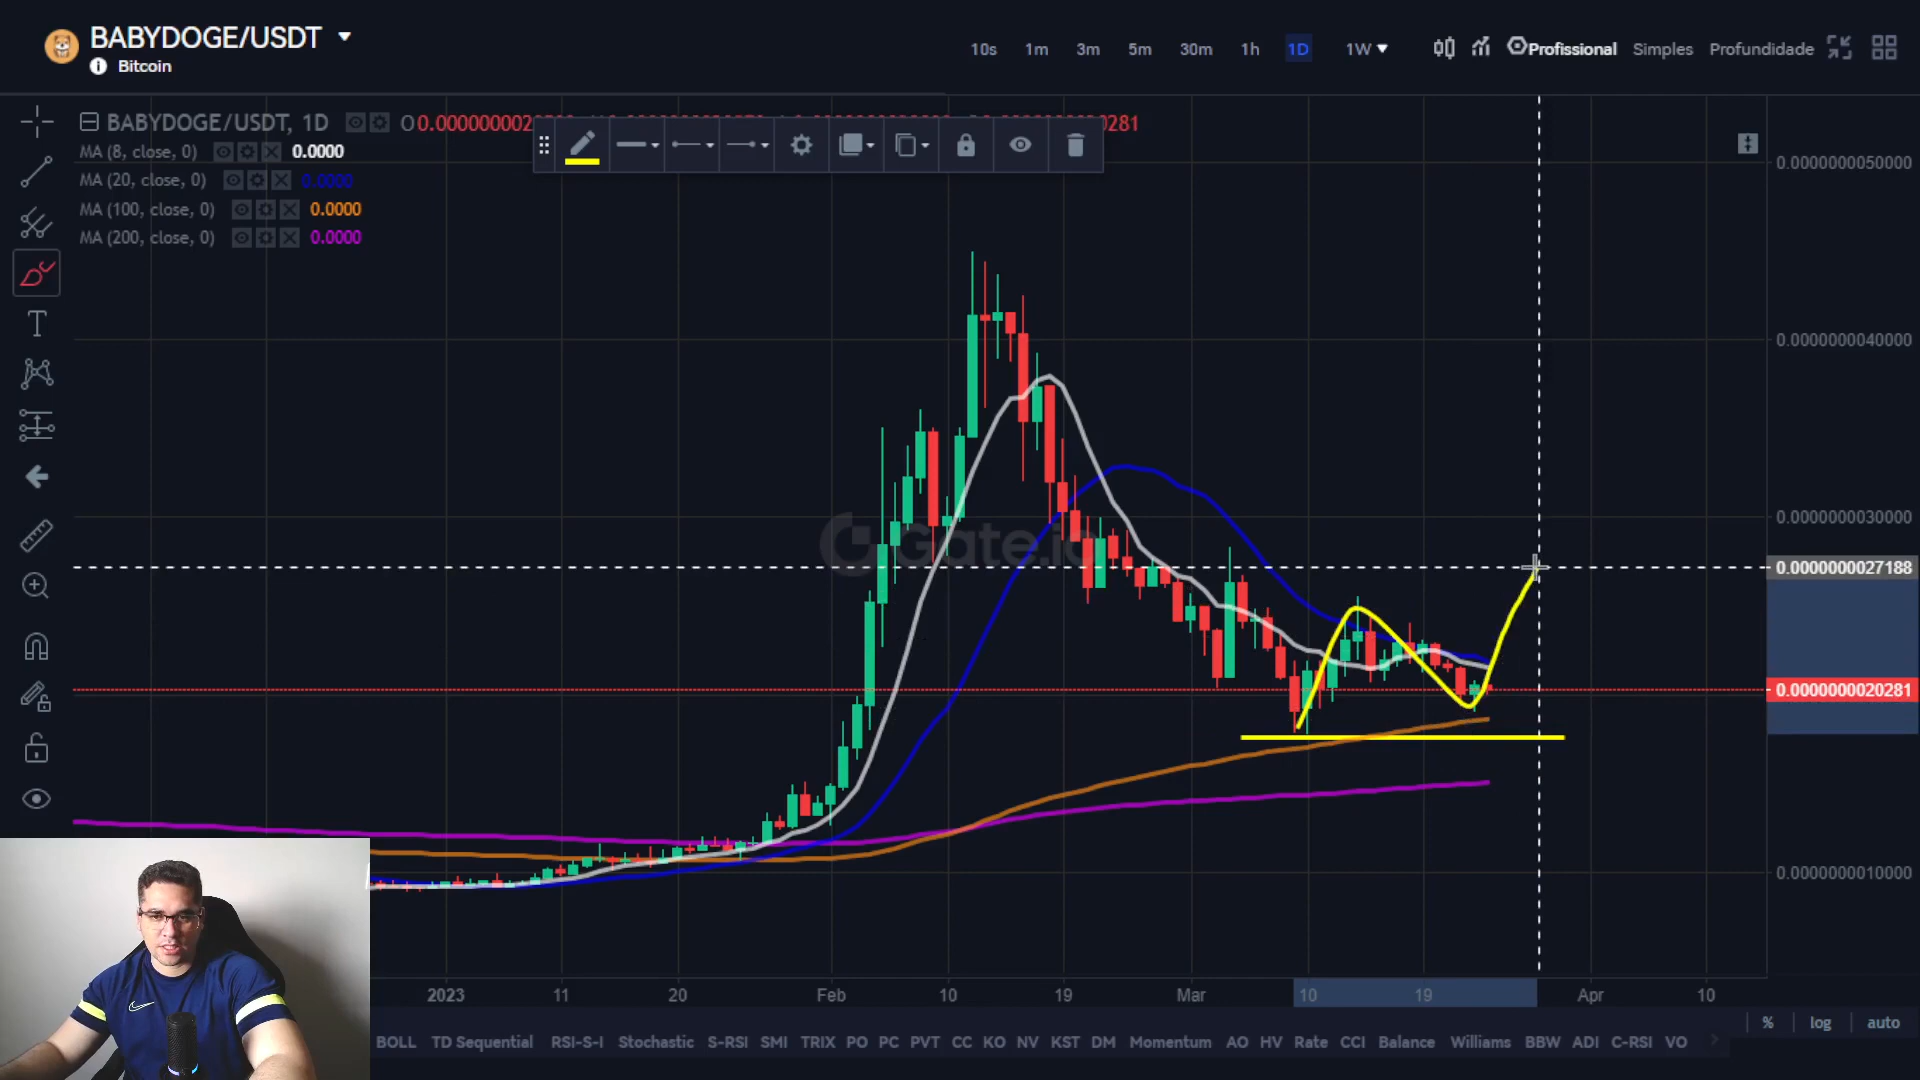 BABYDOGE/USDT
Bitcoin
10s 1m 3m 5m 30m 1h 1D 1W Profissional Simples Profundidade
BABYDOGE/USDT, 1D
MA (8, close, 0) 0.0000
MA (20, close, 0) 0.0000
MA (100, close, 0) 0.0000
MA (200, close, 0) 0.0000
Gate.io
0.0000000050000
0.0000000040000
0.0000000030000
0.0000000027188
0.0000000020281
0.0000000010000
2023 11 20 Feb 10 19 Mar 10 19 Apr 10
% log auto
BOLL TD Sequential RSI-S-I Stochastic S-RSI SMI TRIX PO PC PVT CC KO NV KST DM Momentum AO HV Rate CCI Balance Williams BBW ADI C-RSI VO